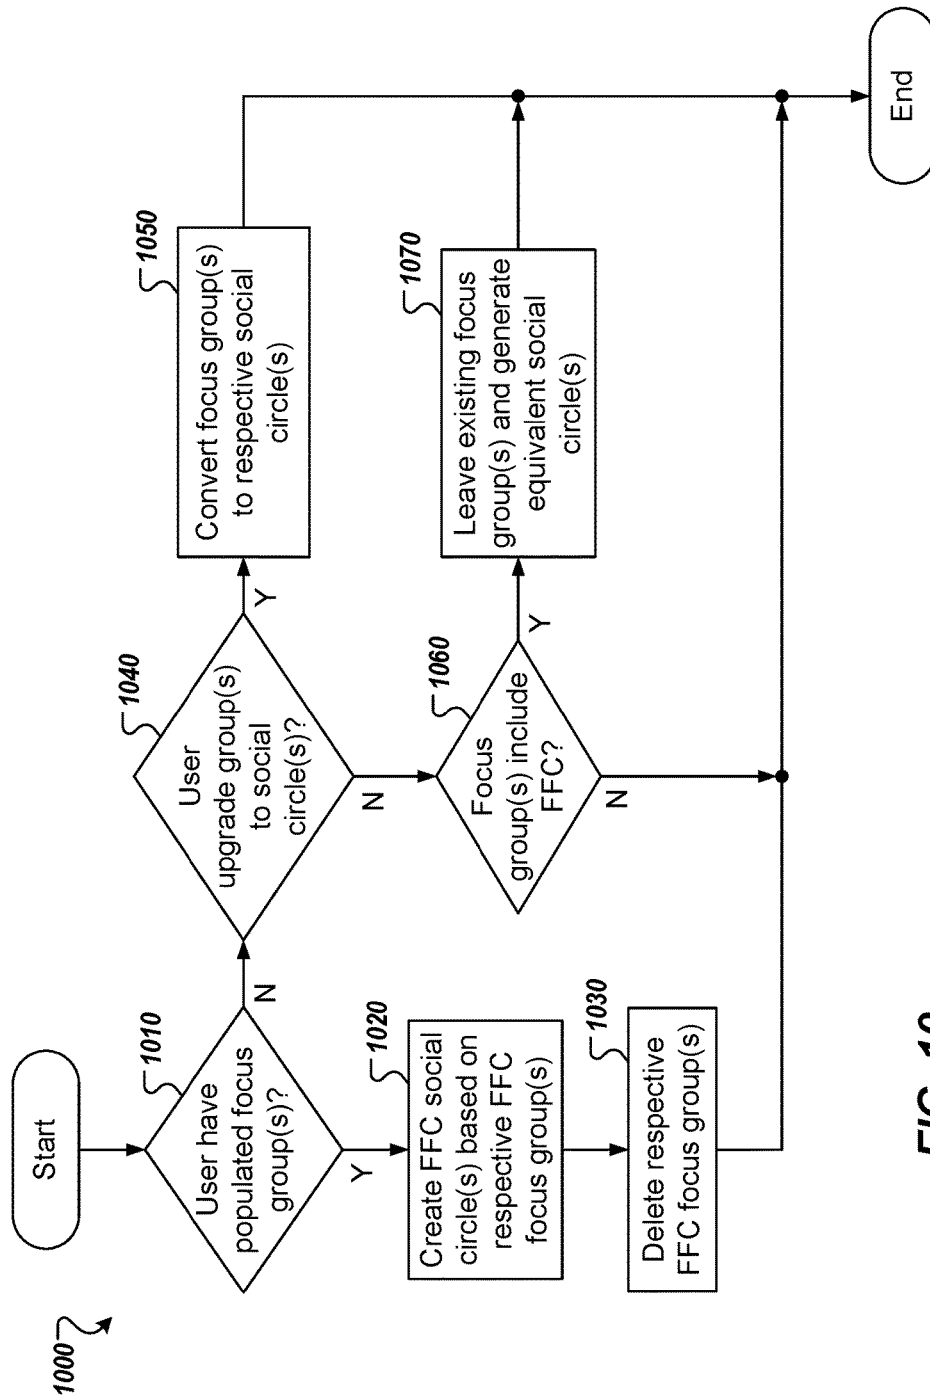 1000
Start
1010
User have
populated focus
group(s)?
N
Y
1020
Create FFC social
circle(s) based on
respective FFC
focus group(s)
1030
Delete respective
FFC focus group(s)
1040
User
upgrade group(s)
to social
circle(s)?
Y
N
1050
Convert focus group(s)
to respective social
circle(s)
1060
Focus
group(s) include
FFC?
Y
N
1070
Leave existing focus
group(s) and generate
equivalent social
circle(s)
End